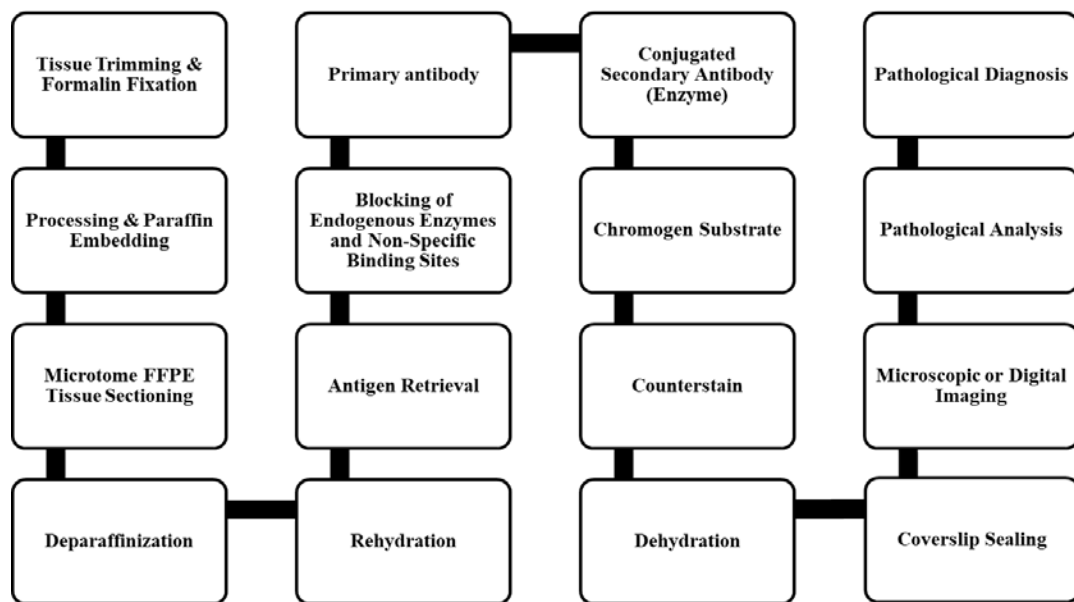 Tissue Trimming &
Formalin Fixation
Processing & Paraffin
Embedding
Microtome FFPE
Tissue Sectioning
Deparaffinization
Rehydration
Antigen Retrieval
Blocking of
Endogenous Enzymes
and Non-Specific
Binding Sites
Primary antibody
Conjugated
Secondary Antibody
(Enzyme)
Chromogen Substrate
Counterstain
Dehydration
Coverslip Sealing
Microscopic or Digital
Imaging
Pathological Analysis
Pathological Diagnosis